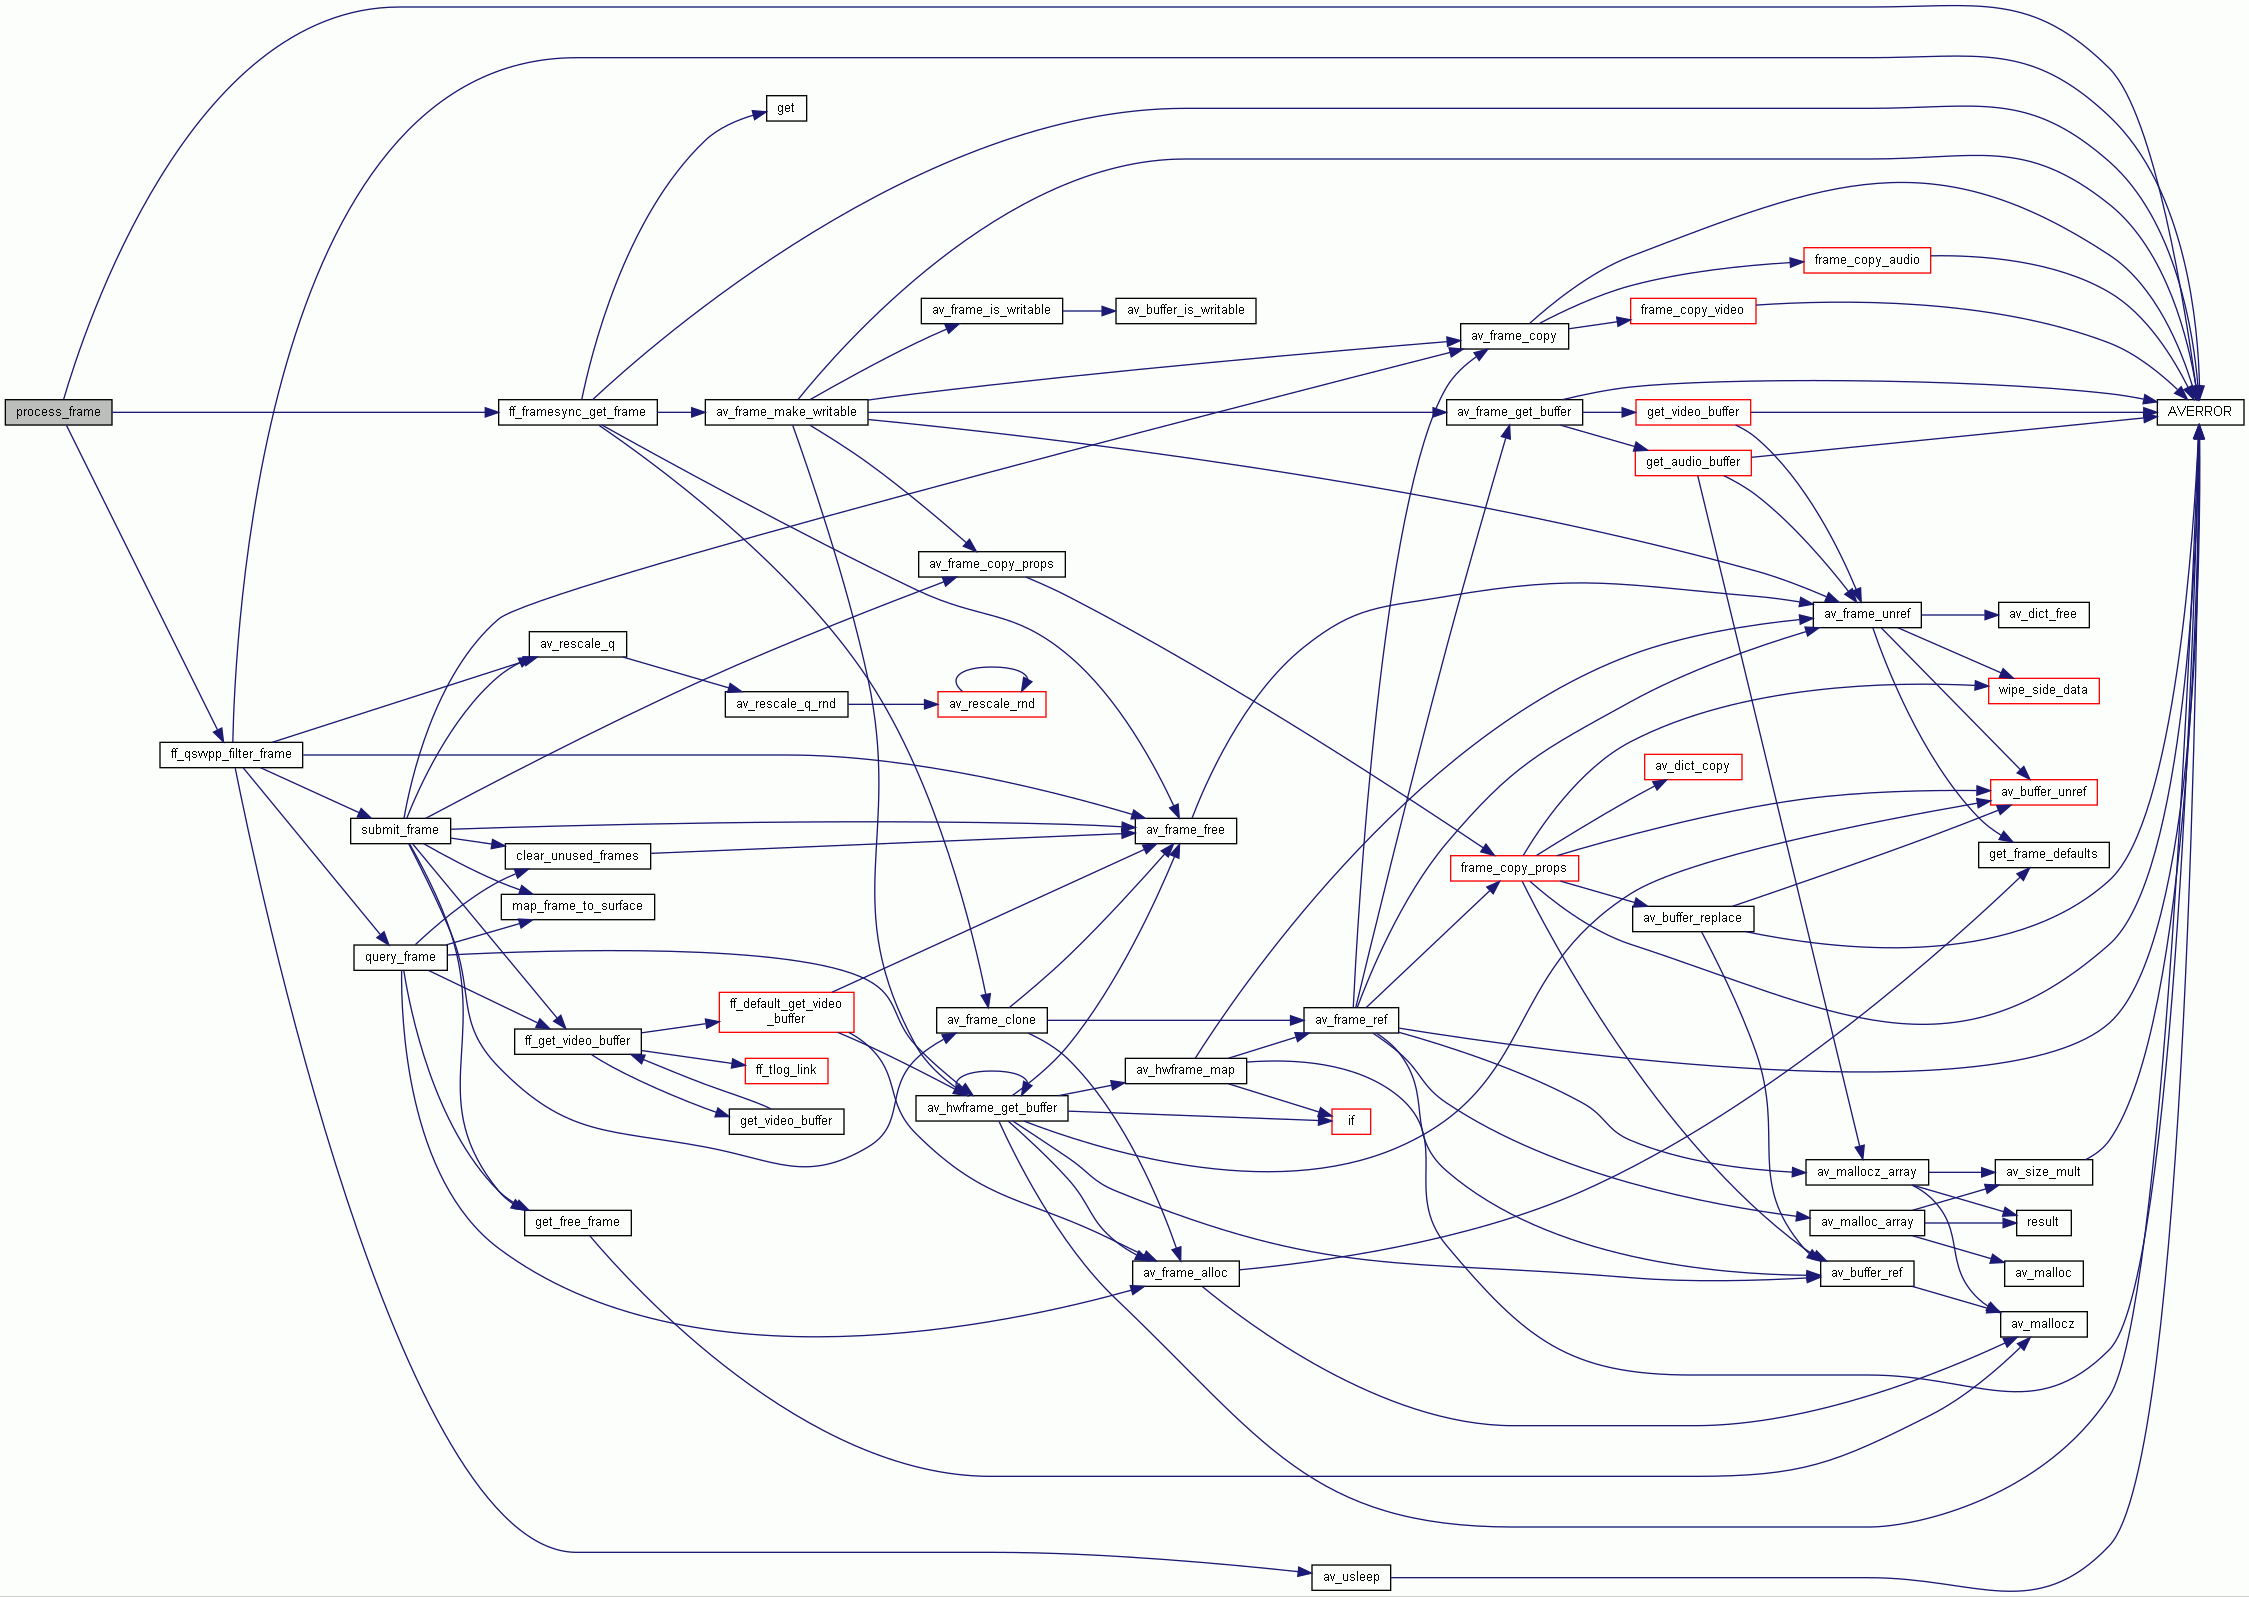 get
frame_copy_audio
av_frame_is_writable
av_buffer_is_writable
frame_copy_video
av_frame_copy
process_frame
ff_framesync_get_frame
av_frame_make_writable
av_frame_get_buffer
get_video_buffer
AVERROR
get_audio_buffer
av_frame_copy_props
av_frame_unref
av_dict_free
av_rescale_q
wipe_side_data
av_rescale_q_rnd
av_rescale_rnd
ff_qsvvpp_filter_frame
av_dict_copy
av_buffer_unref
submit_frame
av_frame_free
clear_unused_frames
get_frame_defaults
frame_copy_props
map_frame_to_surface
av_buffer_replace
query_frame
ff_default_get_video
_buffer
av_frame_clone
av_frame_ref
ff_get_video_buffer
ff_tlog_link
av_hwframe_map
av_hwframe_get_buffer
get_video_buffer
if
av_mallocz_array
av_size_mult
get_free_frame
av_malloc_array
result
av_frame_alloc
av_buffer_ref
av_malloc
av_mallocz
av_usleep